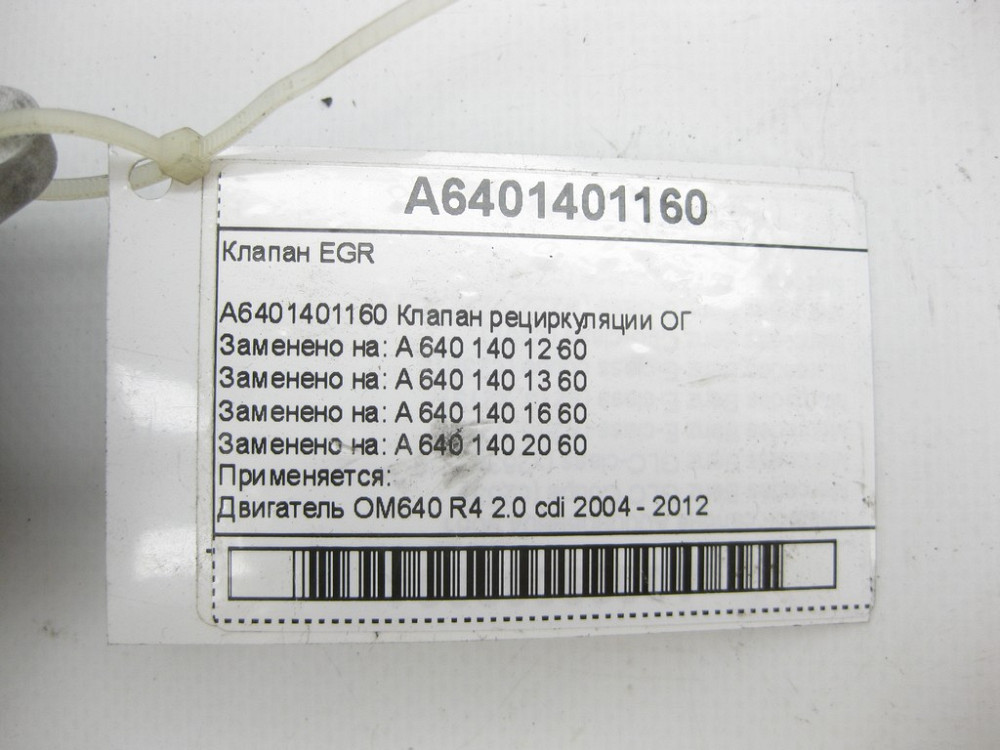 A6401401160
Клапан EGR
A6401401160 Клапан рециркуляции ОГ
Заменено на: A 640 140 12 60
Заменено на: A 640 140 13 60
Заменено на: A 640 140 16 60
Заменено на: A 640 140 20 60
Применяется:
Двигатель OM640 R4 2.0 cdi 2004 - 2012